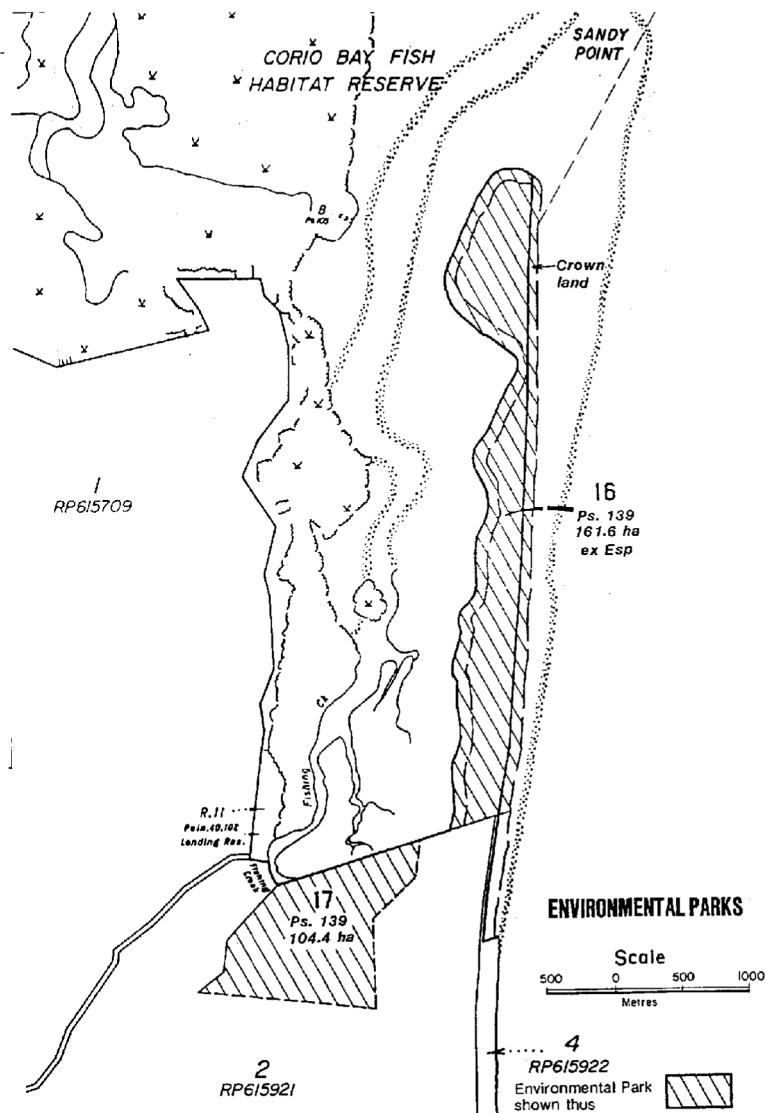 SANDY
POINT
CORIO BAY FISH
HABITAT RESERVE
B
Crown
land
1
RP615709
16
Ps. 139
161.6 ha
ex Esp
Ck
Fishing
R.11
Landing Res.
Fishing
Creek
17
Ps. 139
104.4 ha
ENVIRONMENTAL PARKS
Scale
500 0 500 1000
Metres
4
RP615922
2
RP615921
Environmental Park
shown thus